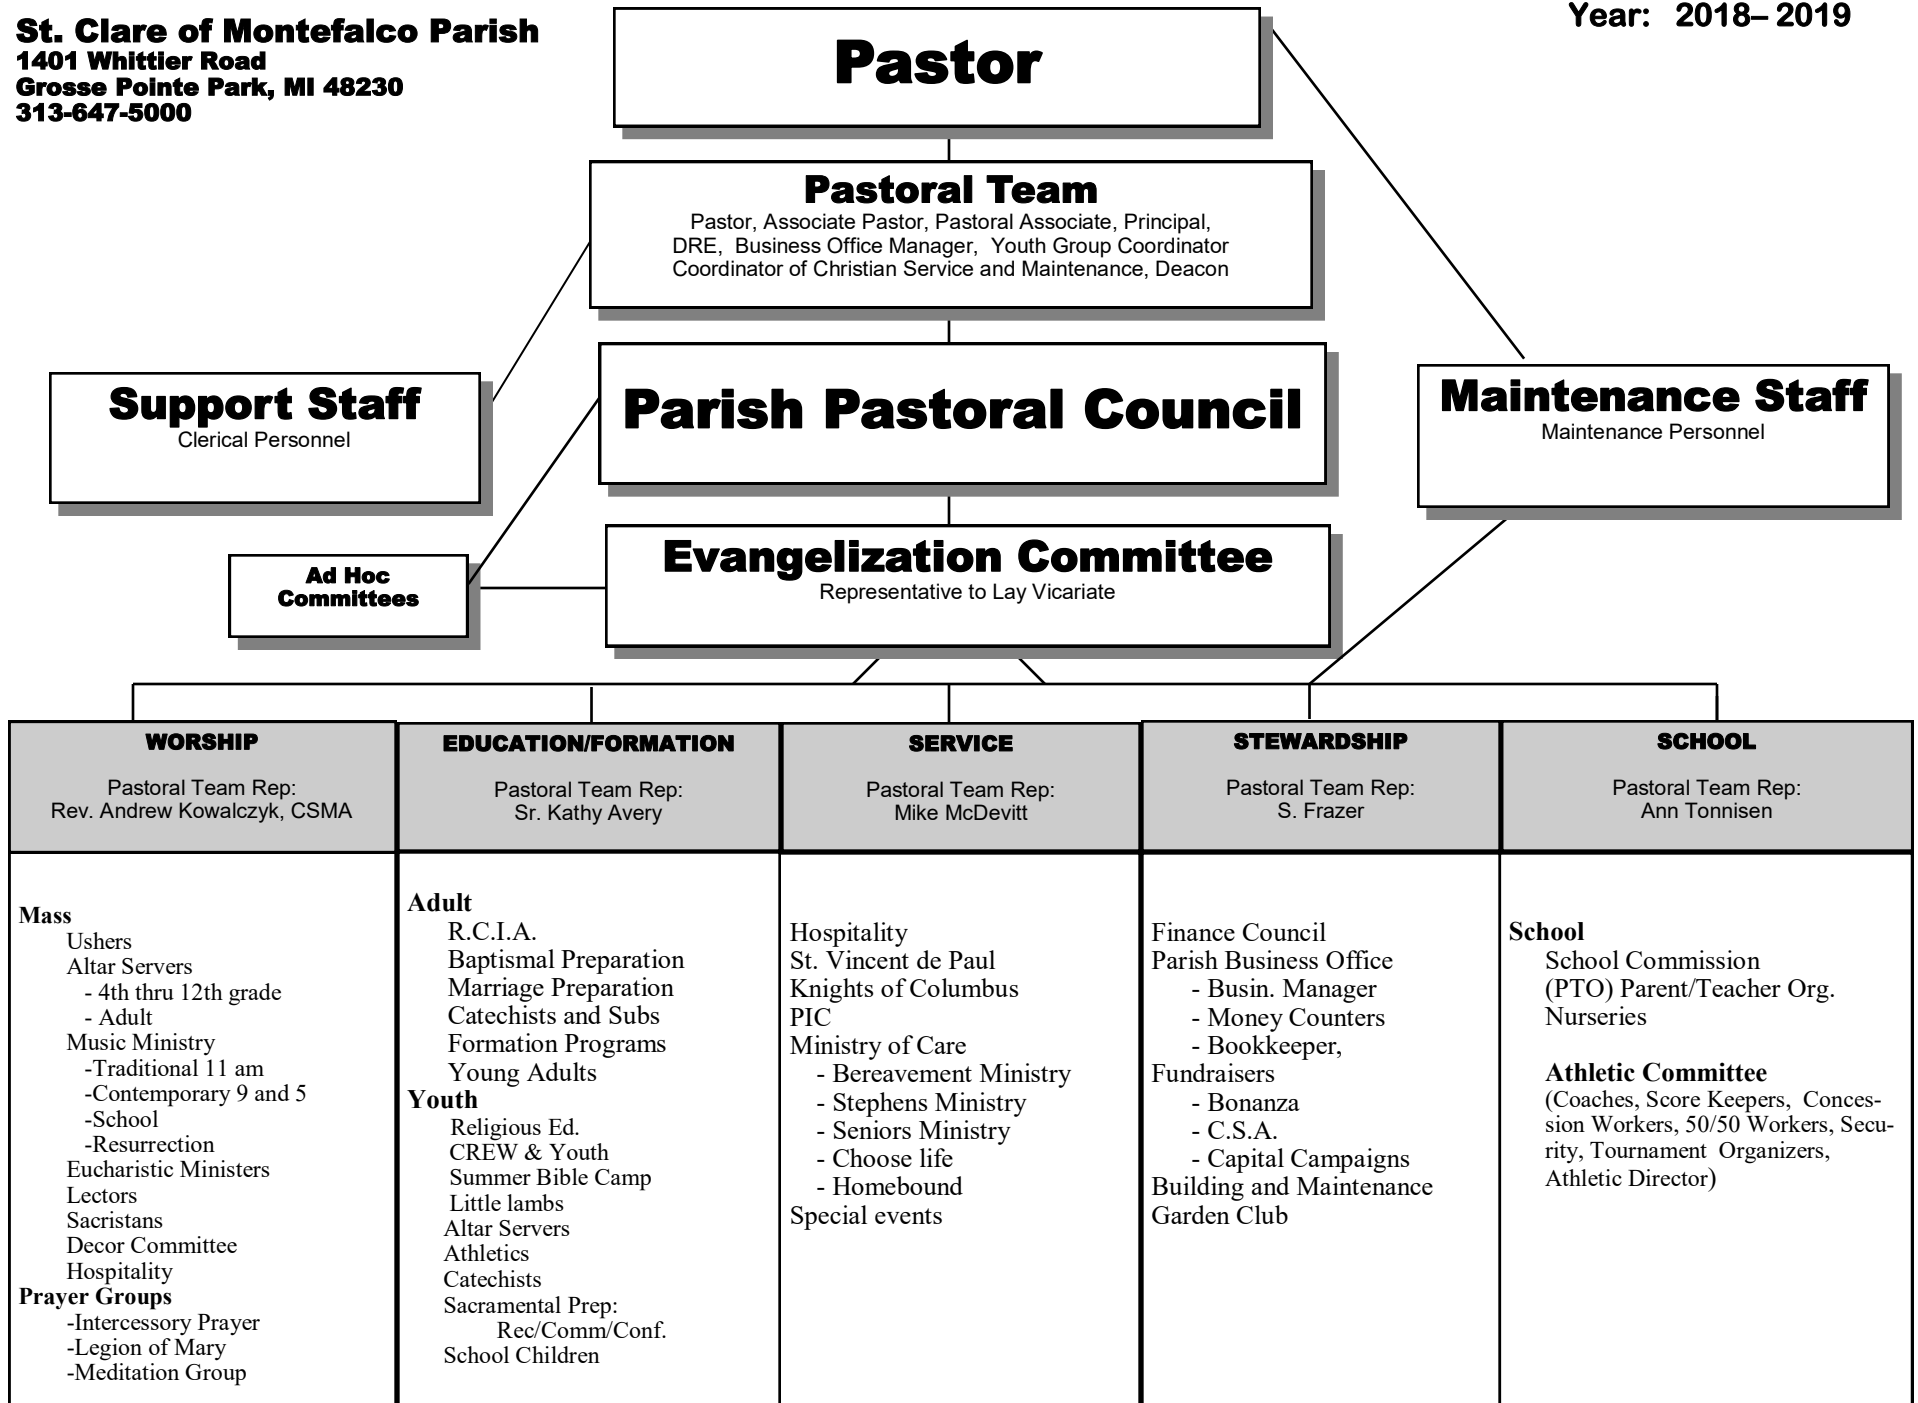 St. Clare of Montefalco Parish
1401 Whittier Road
Grosse Pointe Park, MI 48230
313-647-5000
Year: 2018– 2019
Pastor
Pastoral Team
Pastor, Associate Pastor, Pastoral Associate, Principal,
DRE, Business Office Manager, Youth Group Coordinator
Coordinator of Christian Service and Maintenance, Deacon
Support Staff
Clerical Personnel
Parish Pastoral Council
Maintenance Staff
Maintenance Personnel
Ad Hoc
Committees
Evangelization Committee
Representative to Lay Vicariate
WORSHIP
Pastoral Team Rep:
Rev. Andrew Kowalczyk, CSMA
Mass
Ushers
Altar Servers
- 4th thru 12th grade
- Adult
Music Ministry
-Traditional 11 am
-Contemporary 9 and 5
-School
-Resurrection
Eucharistic Ministers
Lectors
Sacristans
Decor Committee
Hospitality
Prayer Groups
-Intercessory Prayer
-Legion of Mary
-Meditation Group
EDUCATION/FORMATION
Pastoral Team Rep:
Sr. Kathy Avery
Adult
R.C.I.A.
Baptismal Preparation
Marriage Preparation
Catechists and Subs
Formation Programs
Young Adults
Youth
Religious Ed.
CREW & Youth
Summer Bible Camp
Little lambs
Altar Servers
Athletics
Catechists
Sacramental Prep:
Rec/Comm/Conf.
School Children
SERVICE
Pastoral Team Rep:
Mike McDevitt
Hospitality
St. Vincent de Paul
Knights of Columbus
PIC
Ministry of Care
- Bereavement Ministry
- Stephens Ministry
- Seniors Ministry
- Choose life
- Homebound
Special events
STEWARDSHIP
Pastoral Team Rep:
S. Frazer
Finance Council
Parish Business Office
- Busin. Manager
- Money Counters
- Bookkeeper,
Fundraisers
- Bonanza
- C.S.A.
- Capital Campaigns
Building and Maintenance
Garden Club
SCHOOL
Pastoral Team Rep:
Ann Tonnisen
School
School Commission
(PTO) Parent/Teacher Org.
Nurseries
Athletic Committee
(Coaches, Score Keepers, Conces-
sion Workers, 50/50 Workers, Secu-
rity, Tournament Organizers,
Athletic Director)